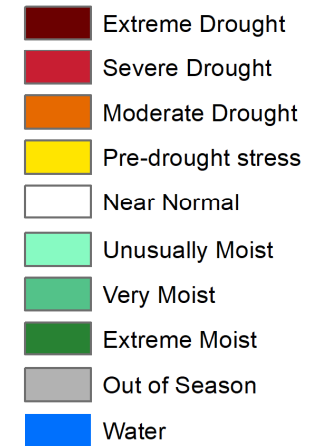 Extreme Drought
Severe Drought
Moderate Drought
Pre-drought stress
Near Normal
Unusually Moist
Very Moist
Extreme Moist
Out of Season
Water